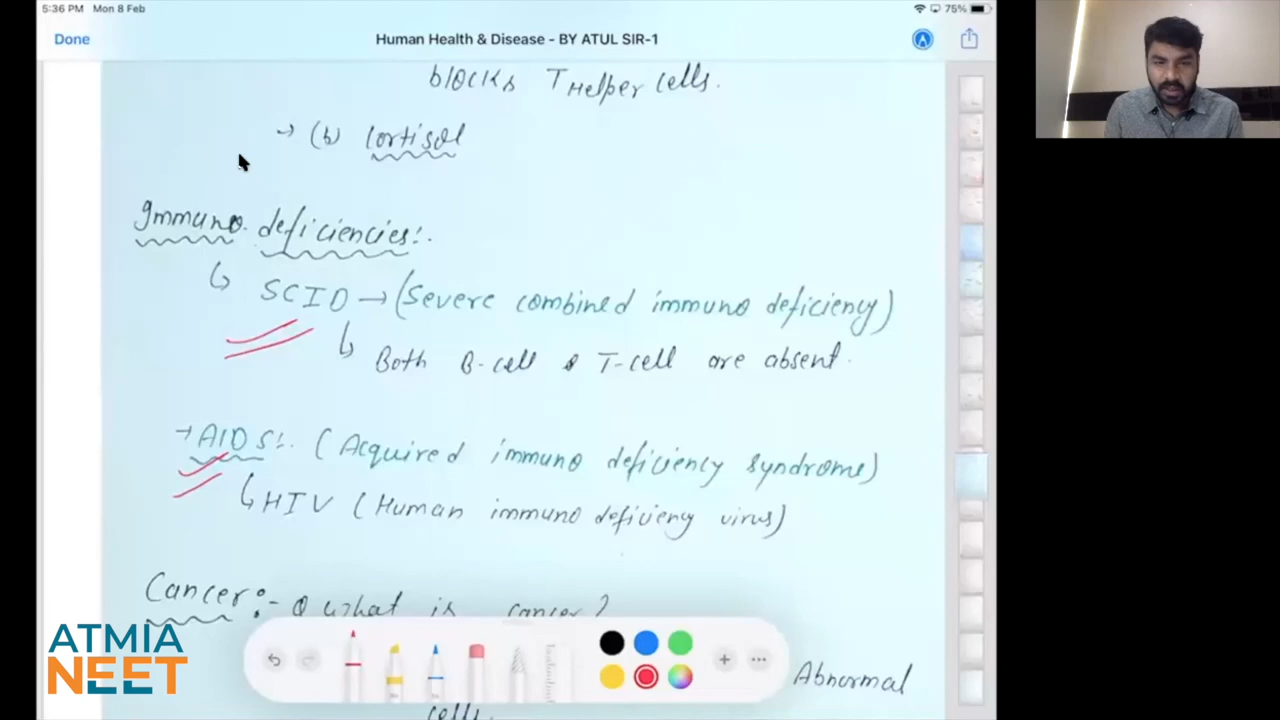 5:36 PM Mon 8 Feb
75%
Done
Human Health & Disease - BY ATUL SIR-1
blocks T Helper cells.
→ (b) Cortisol
Immuno deficiencies:.
↳ SCID → (Severe combined immuno deficiency)
↳ Both B-cell & T-cell are absent.
→ AIDS:. (Acquired immuno deficiency syndrome)
↳ HIV (Human immuno deficieny virus)
Cancer:- Q what is cancer?
Abnormal
cells.
ATMIA
NEET